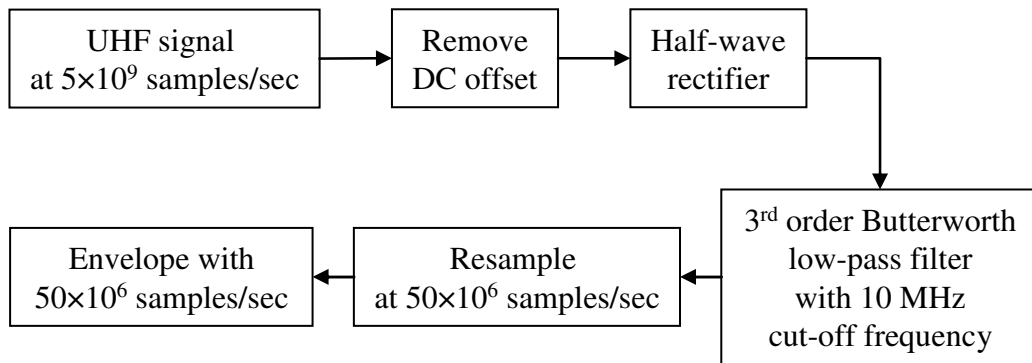 UHF signal
at 5×10⁹ samples/sec
Remove
DC offset
Half-wave
rectifier
3ʳᵈ order Butterworth
low-pass filter
with 10 MHz
cut-off frequency
Resample
at 50×10⁶ samples/sec
Envelope with
50×10⁶ samples/sec